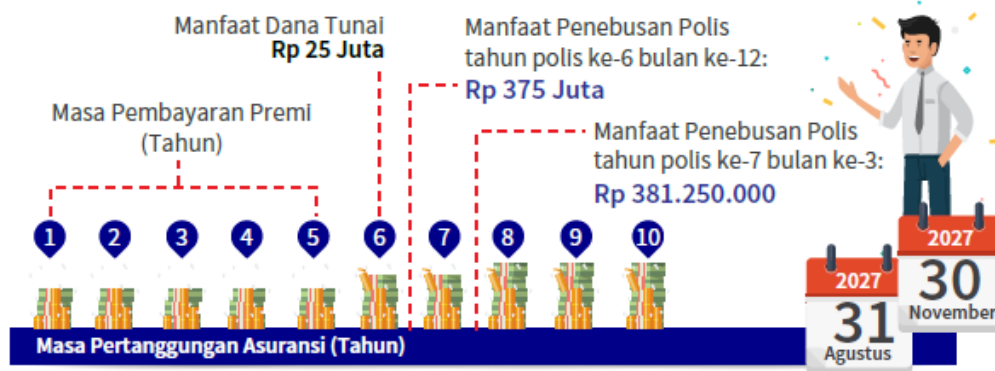 Manfaat Dana Tunai
Rp 25 Juta
Manfaat Penebusan Polis
tahun polis ke-6 bulan ke-12:
Rp 375 Juta
Masa Pembayaran Premi
(Tahun)
Manfaat Penebusan Polis
tahun polis ke-7 bulan ke-3:
Rp 381.250.000
1 2 3 4 5 6 7 8 9 10
2027
30
November
2027
31
Agustus
Masa Pertanggungan Asuransi (Tahun)